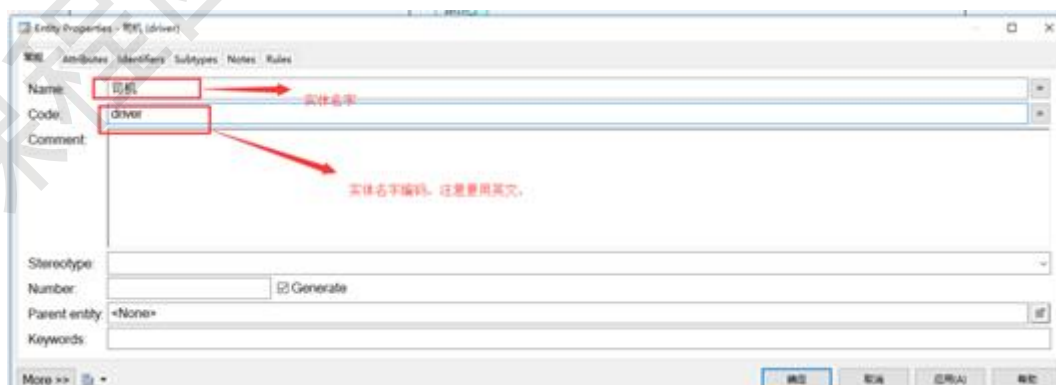 Entity Properties - 司机 (driver)
常规 Attributes Identifiers Subtypes Notes Rules
Name: 司机 =
实体名字
Code: driver =
Comment:
实体名字编码。注意要用英文。
Stereotype:
Number: Generate
Parent entity: <None>
Keywords:
More >> 确定 取消 应用(A) 帮助